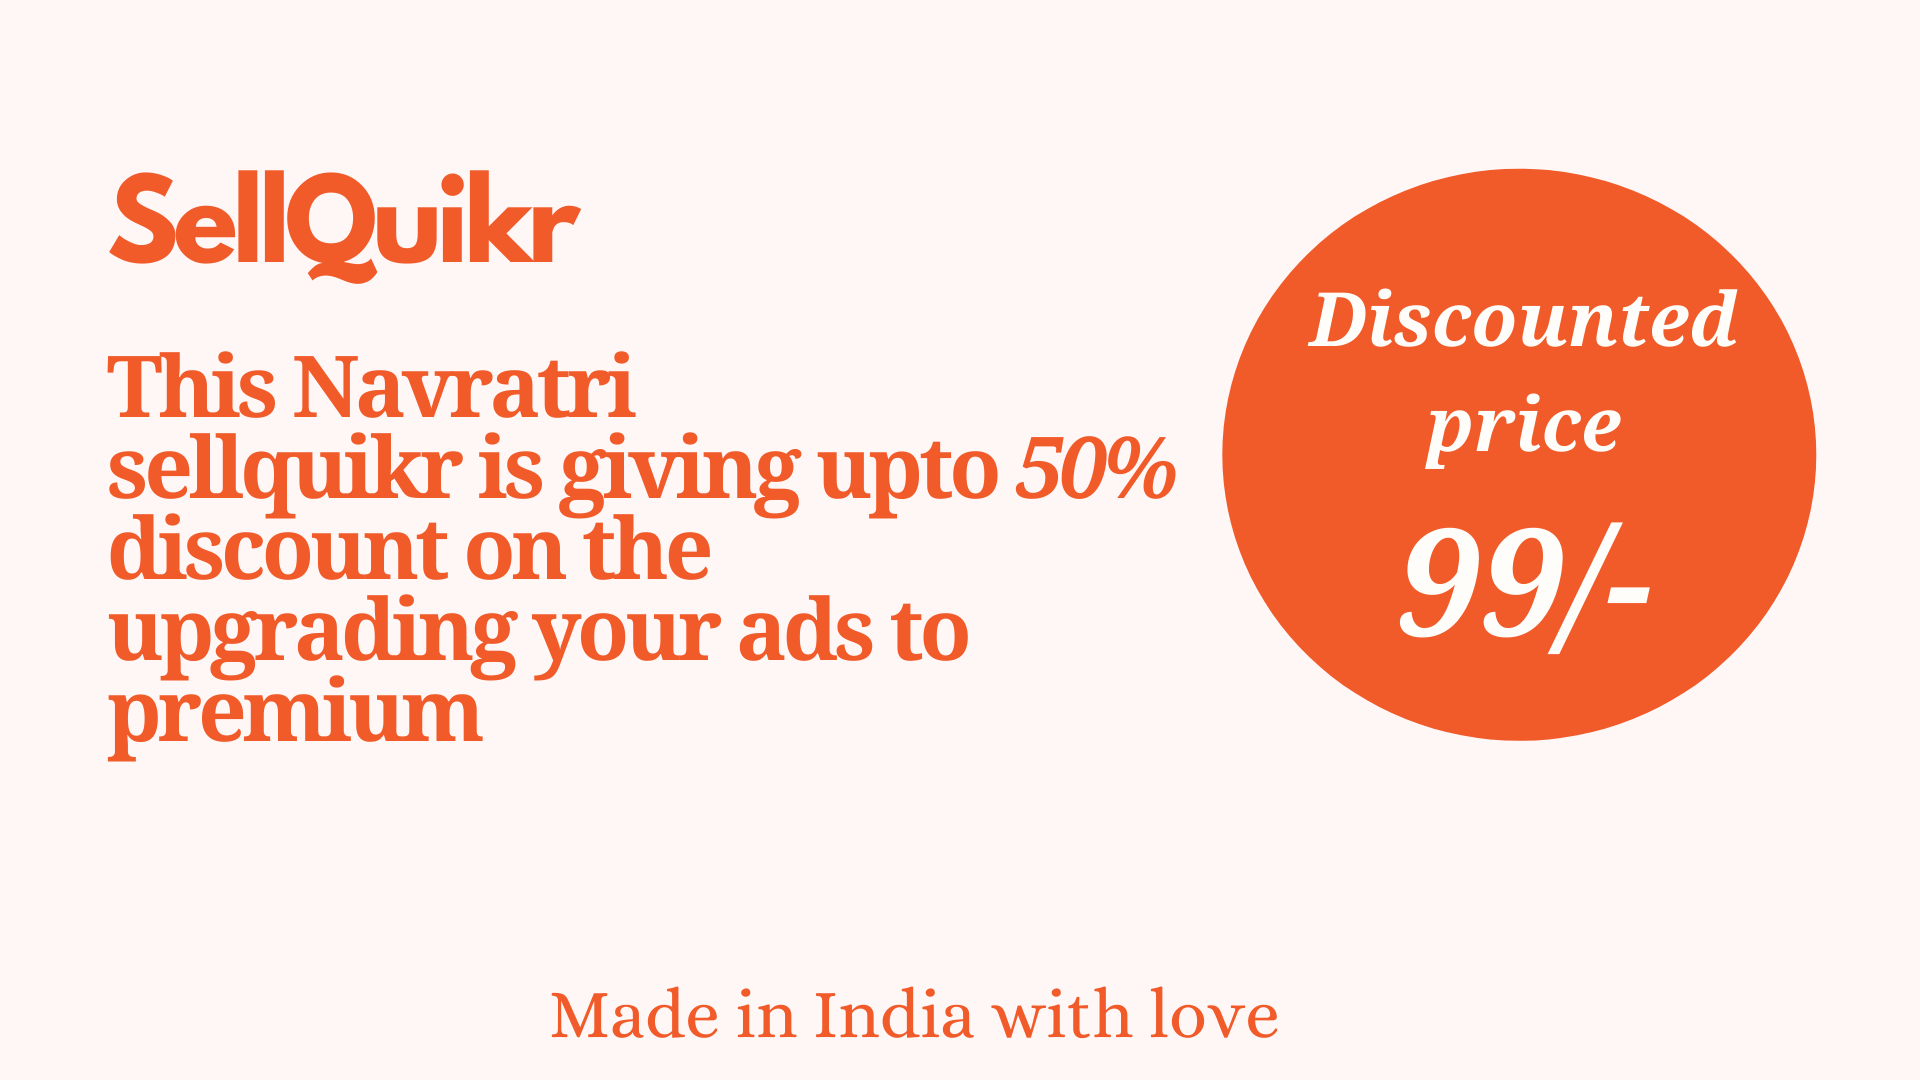 SellQuikr
This Navratri
sellquikr is giving upto 50%
discount on the
upgrading your ads to
premium
Discounted
price
99/-
Made in India with love